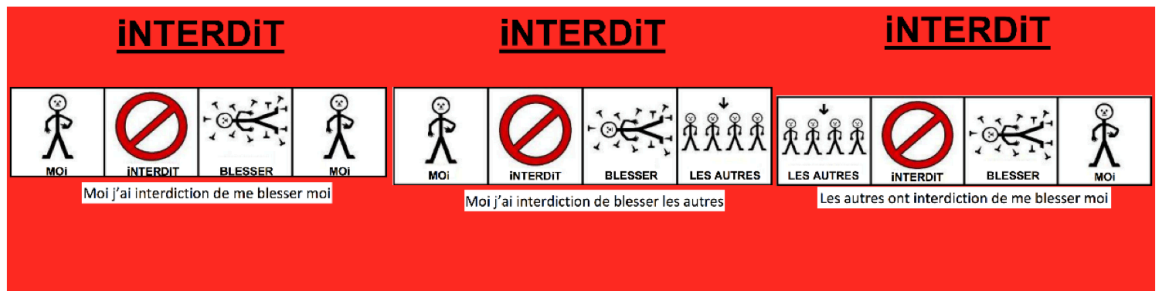 iNTERDiT
MOi iNTERDIT BLESSER MOi
Moi j'ai interdiction de me blesser moi
iNTERDiT
MOi iNTERDiT BLESSER LES AUTRES
Moi j'ai interdiction de blesser les autres
iNTERDiT
LES AUTRES iNTERDiT BLESSER MOi
Les autres ont interdiction de me blesser moi